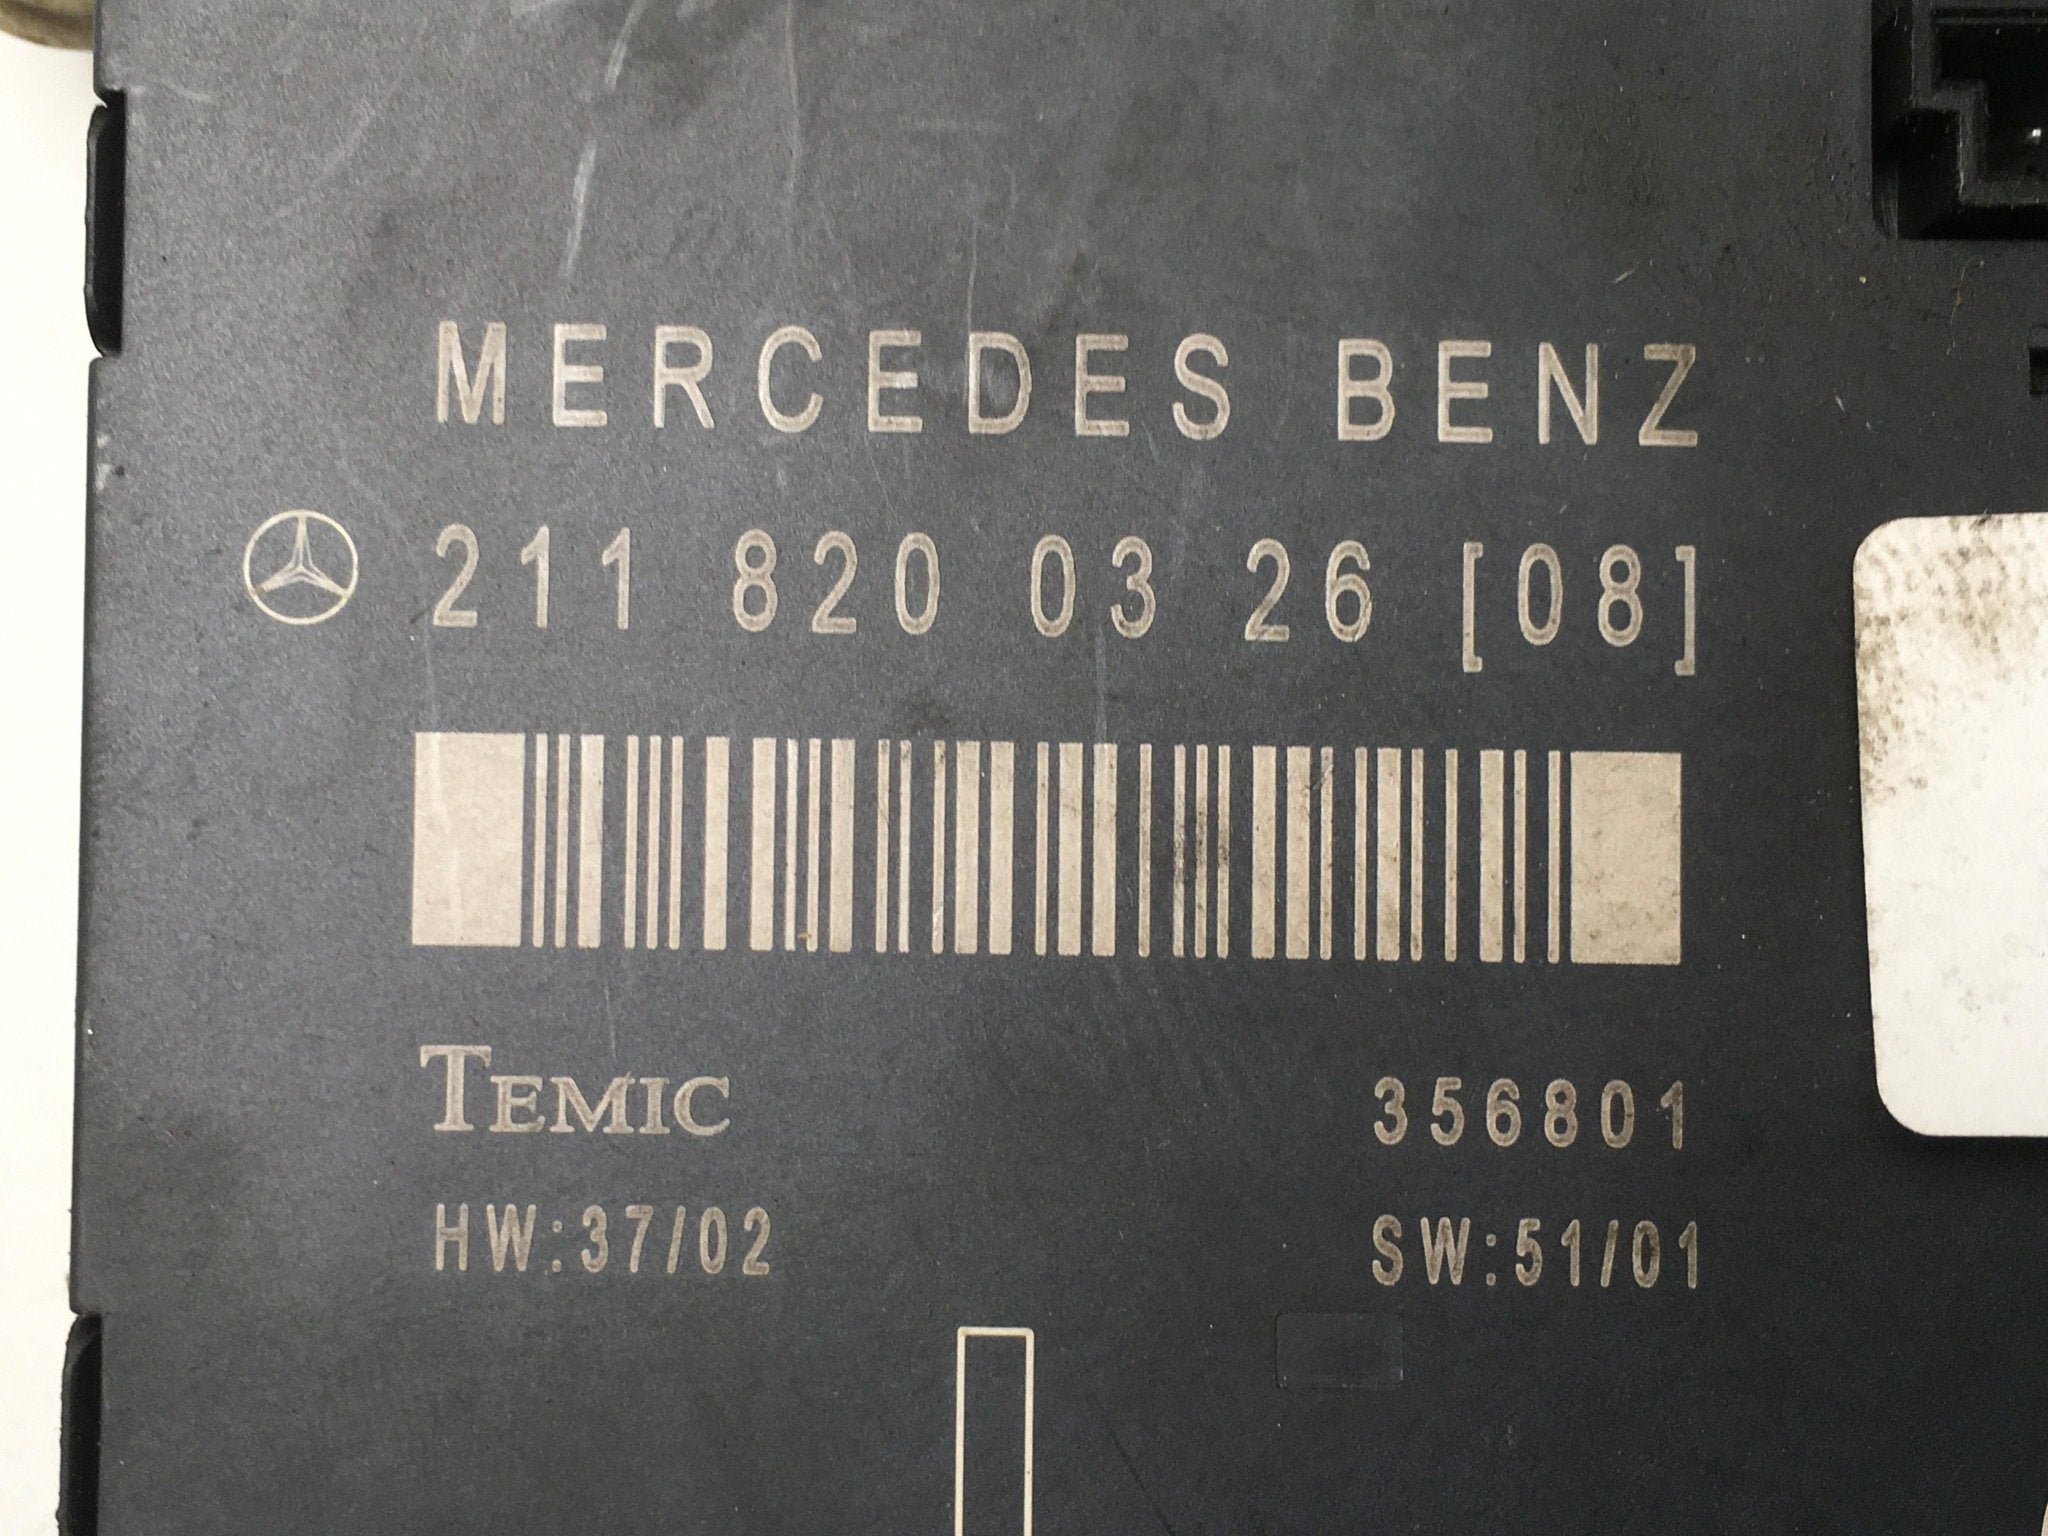 MERCEDES BENZ
211 820 03 26 [08]
TEMIC 356801
HW:37/02 SW:51/01